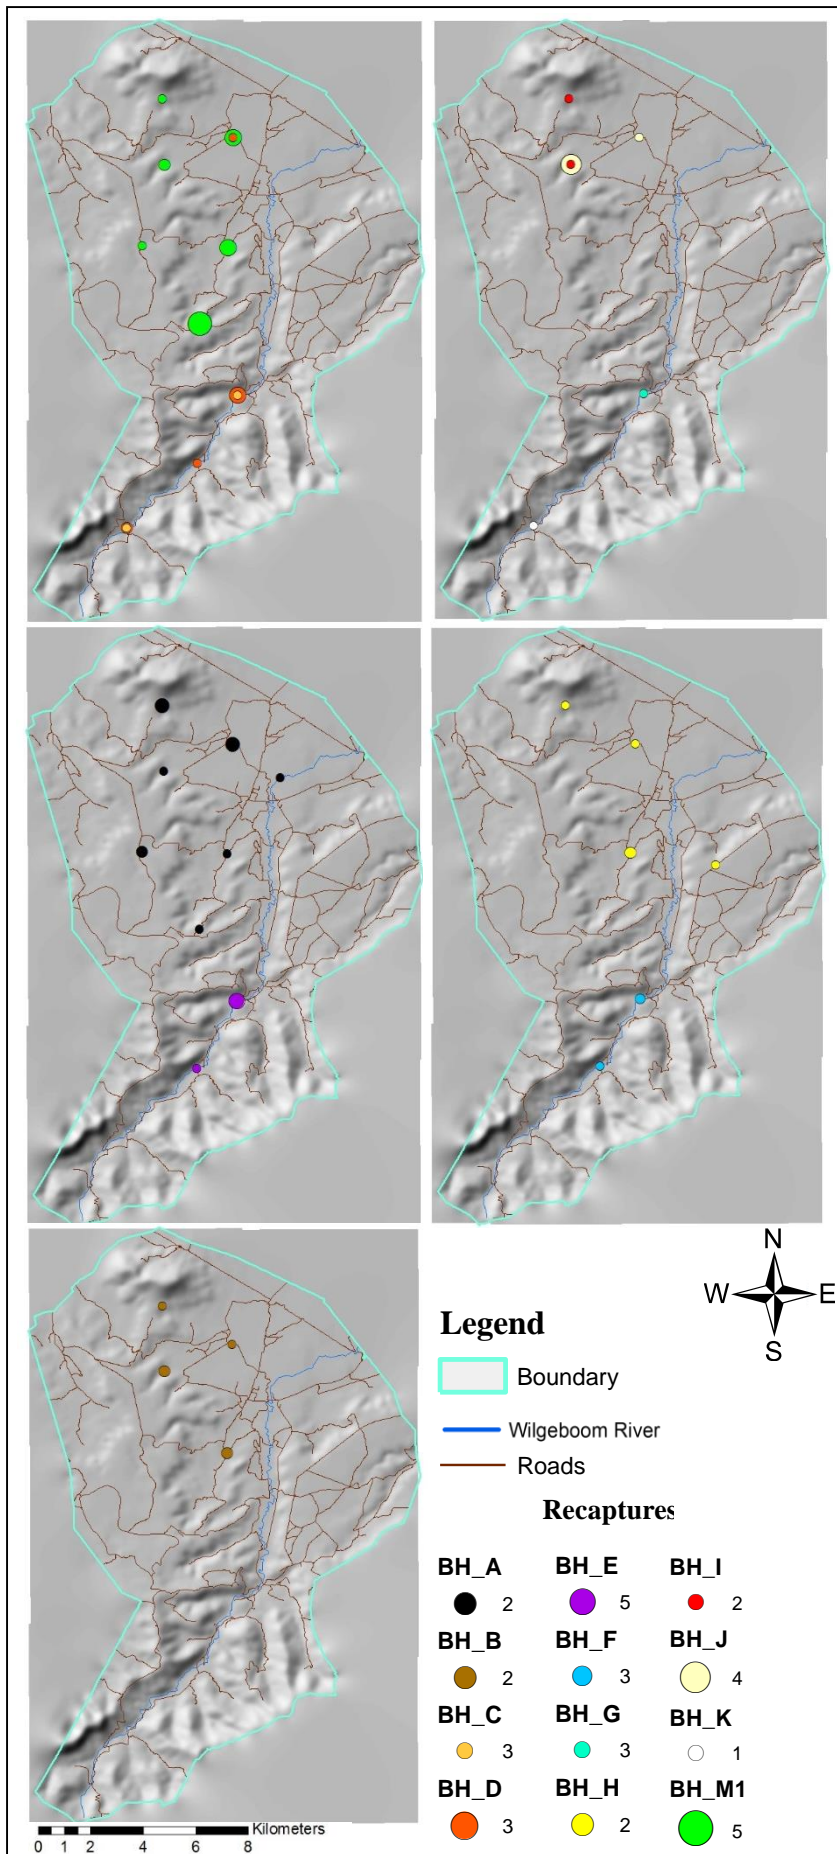 N
W E
S
Legend
Boundary
Wilgeboom River
Roads
Recaptures
BH_A BH_E BH_I
2 5 2
BH_B BH_F BH_J
2 3 4
BH_C BH_G BH_K
3 3 1
BH_D BH_H BH_M1
3 2 5
Kilometers
0 1 2 4 6 8